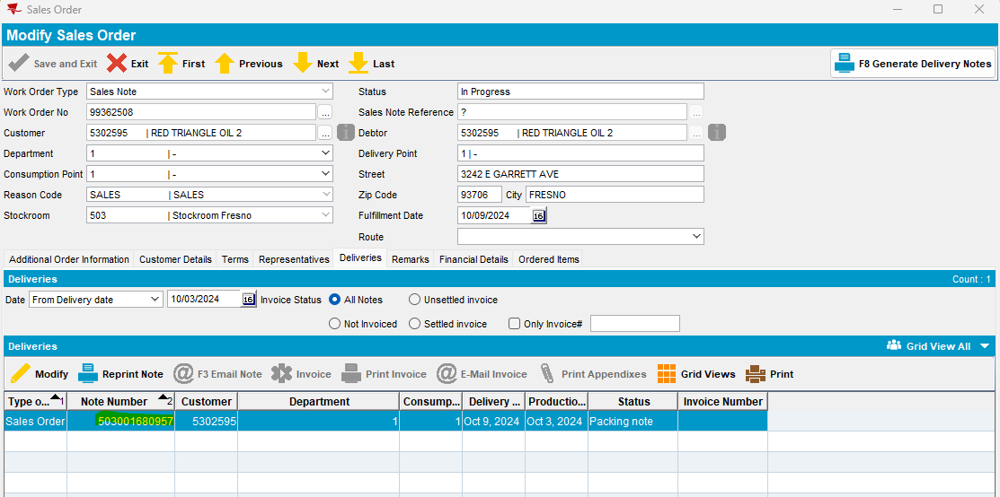 Sales Order
Modify Sales Order
Save and Exit Exit First Previous Next Last F8 Generate Delivery Notes
Work Order Type Sales Note Status In Progress
Work Order No 99362508 ... Sales Note Reference ? ...
Customer 5302595 | RED TRIANGLE OIL 2 ... i Debtor 5302595 | RED TRIANGLE OIL 2 ... i
Department 1 | - Delivery Point 1 | -
Consumption Point 1 | - Street 3242 E GARRETT AVE
Reason Code SALES | SALES Zip Code 93706 City FRESNO
Stockroom 503 | Stockroom Fresno Fulfillment Date 10/09/2024 16
Route
Additional Order Information Customer Details Terms Representatives Deliveries Remarks Financial Details Ordered Items
Deliveries Count : 1
Date From Delivery date 10/03/2024 16 Invoice Status All Notes Unsettled invoice
Not Invoiced Settled invoice Only Invoice#
Deliveries Grid View All
Modify Reprint Note F3 Email Note Invoice Print Invoice E-Mail Invoice Print Appendixes Grid Views Print
Type o... 1 Note Number 2 Customer Department Consump... Delivery ... Productio... Status Invoice Number
Sales Order 503001680957 5302595 1 1 Oct 9, 2024 Oct 3, 2024 Packing note